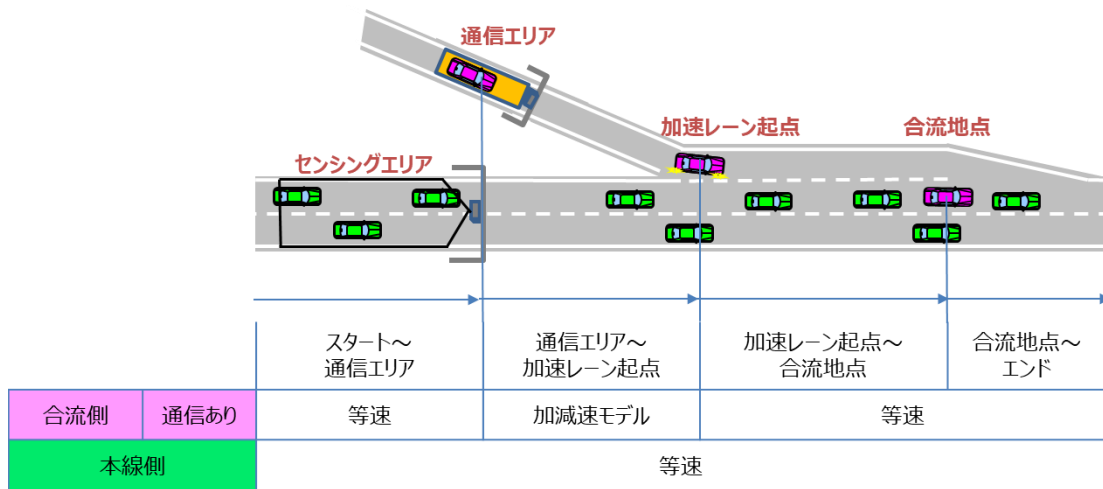 通信エリア
加速レーン起点
合流地点
センシングエリア
スタート～
通信エリア
通信エリア～
加速レーン起点
加速レーン起点～
合流地点
合流地点～
エンド
合流側
通信あり
等速
加減速モデル
等速
本線側
等速